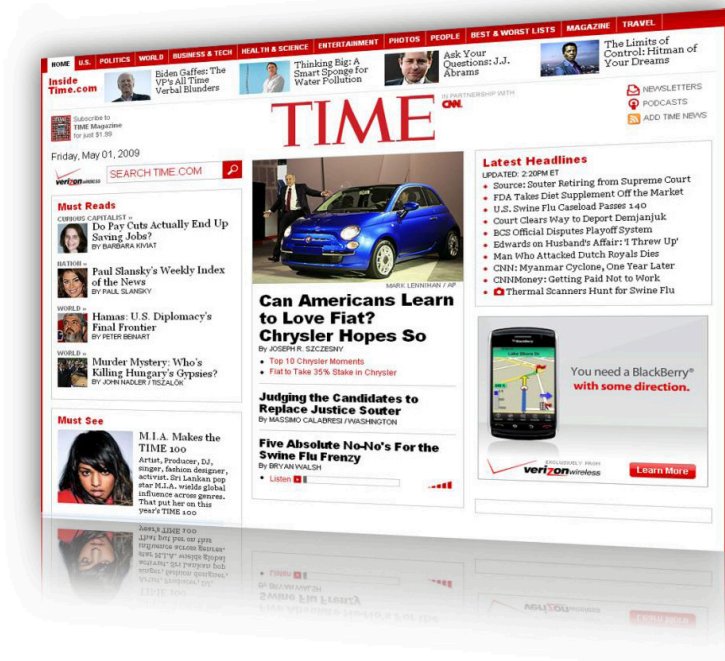 HOME U.S. POLITICS WORLD BUSINESS & TECH HEALTH & SCIENCE ENTERTAINMENT PHOTOS PEOPLE BEST & WORST LISTS MAGAZINE TRAVEL
Inside
Time.com
Biden Gaffes: The
VP's All Time
Verbal Blunders
Thinking Big: A
Smart Sponge for
Water Pollution
Ask Your
Questions: J.J.
Abrams
The Limits of
Control: Hitman of
Your Dreams
Subscribe to
TIME Magazine
for just $1.99
TIME
IN PARTNERSHIP WITH
CNN
NEWSLETTERS
PODCASTS
ADD TIME NEWS
Friday, May 01, 2009
verizon wireless
SEARCH TIME.COM
Must Reads
CURIOUS CAPITALIST »
Do Pay Cuts Actually End Up
Saving Jobs?
BY BARBARA KIVIAT
NATION »
Paul Slansky's Weekly Index
of the News
BY PAUL SLANSKY
WORLD »
Hamas: U.S. Diplomacy's
Final Frontier
BY PETER BEINART
WORLD »
Murder Mystery: Who's
Killing Hungary's Gypsies?
BY JOHN NADLER / TISZALÖK
Must See
M.I.A. Makes the
TIME 100
Artist, Producer, DJ,
singer, fashion designer,
activist. Sri Lankan pop
star M.I.A. wields global
influence across genres.
That put her on this
year's TIME 100
MARK LENNIHAN / AP
Can Americans Learn
to Love Fiat?
Chrysler Hopes So
By JOSEPH R. SZCZESNY
Top 10 Chrysler Moments
Fiat to Take 35% Stake in Chrysler
Judging the Candidates to
Replace Justice Souter
By MASSIMO CALABRESI / WASHINGTON
Five Absolute No-No's For the
Swine Flu Frenzy
By BRYAN WALSH
Listen
Latest Headlines
UPDATED: 2:20PM ET
Source: Souter Retiring from Supreme Court
FDA Takes Diet Supplement Off the Market
U.S. Swine Flu Caseload Passes 140
Court Clears Way to Deport Demjanjuk
BCS Official Disputes Playoff System
Edwards on Husband's Affair: 'I Threw Up'
Man Who Attacked Dutch Royals Dies
CNN: Myanmar Cyclone, One Year Later
CNNMoney: Getting Paid Not to Work
Thermal Scanners Hunt for Swine Flu
BlackBerry
Lake Shore Dr
You need a BlackBerry®
with some direction.
EXCLUSIVELY FROM
verizon wireless
Learn More